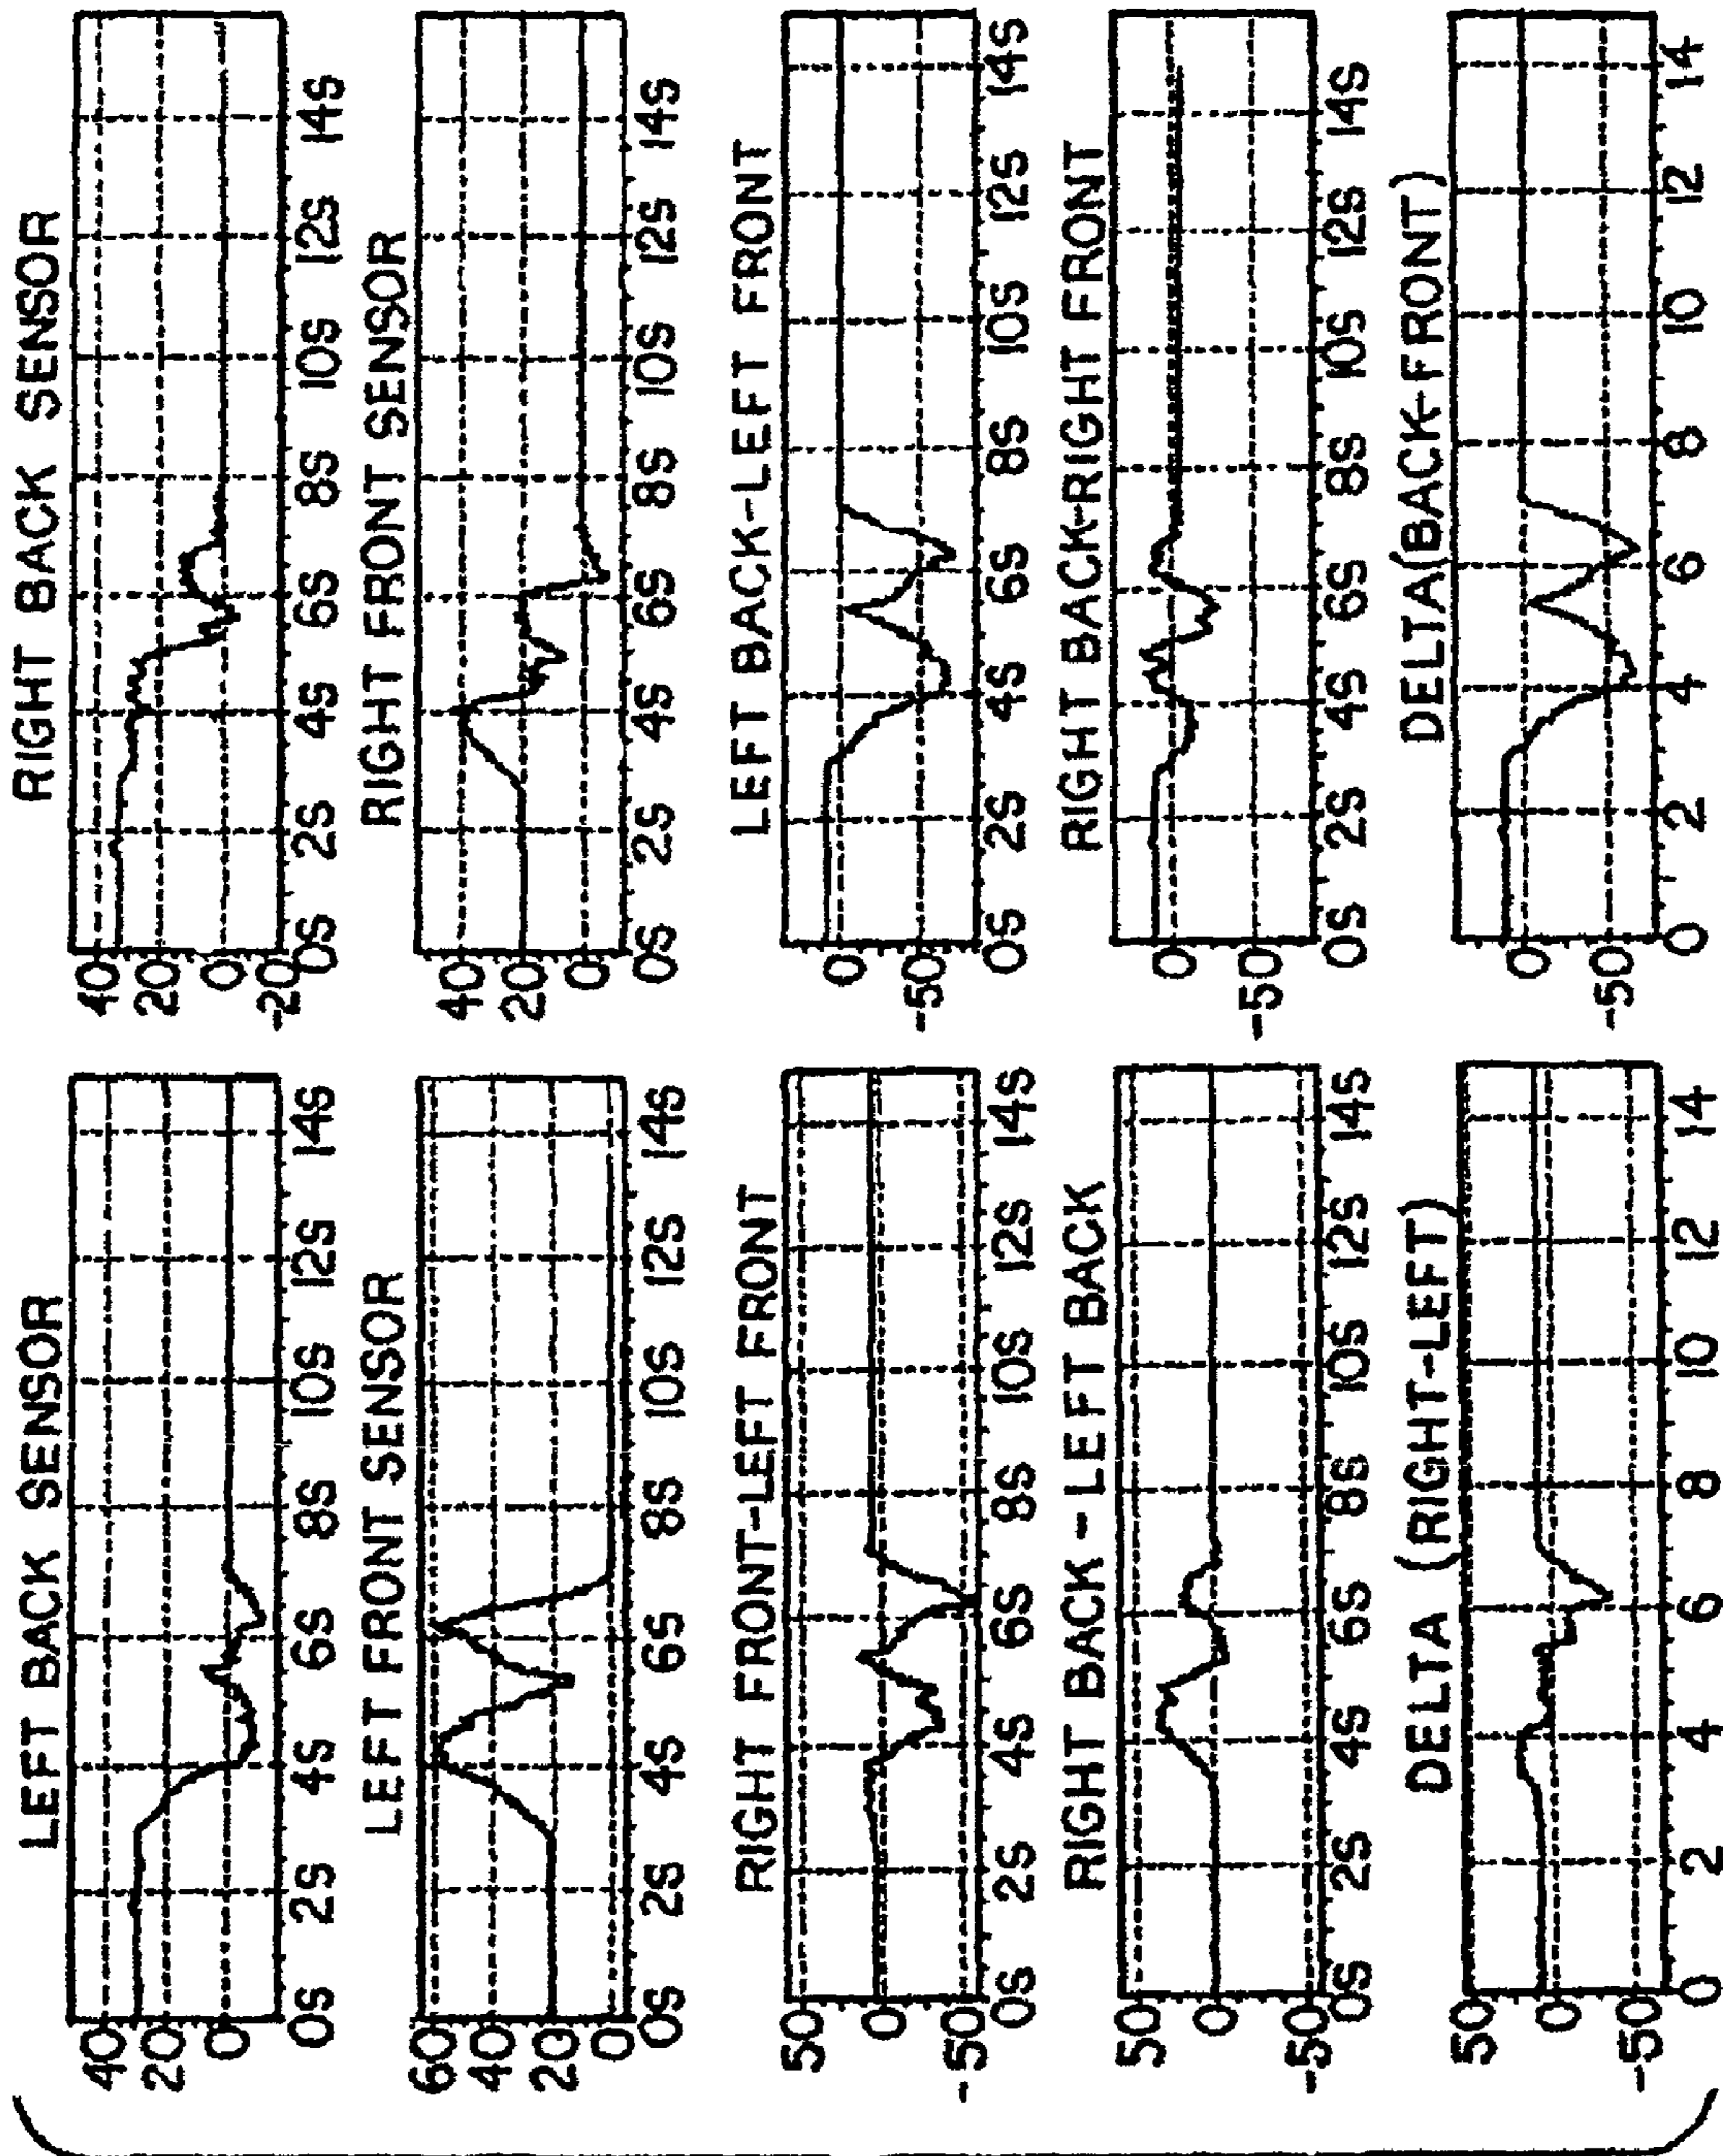 LEFT BACK SENSOR
40
20
0
0S 2S 4S 6S 8S 10S 12S 14S
LEFT FRONT SENSOR
60
40
20
0
0S 2S 4S 6S 8S 10S 12S 14S
RIGHT FRONT-LEFT FRONT
50
0
-50
0S 2S 4S 6S 8S 10S 12S 14S
RIGHT BACK - LEFT BACK
50
0
-50
0S 2S 4S 6S 8S 10S 12S 14S
DELTA (RIGHT-LEFT)
50
0
-50
0 2 4 6 8 10 12 14
RIGHT BACK SENSOR
40
20
0
-20
0S 2S 4S 6S 8S 10S 12S 14S
RIGHT FRONT SENSOR
40
20
0
0S 2S 4S 6S 8S 10S 12S 14S
LEFT BACK-LEFT FRONT
0
-50
0S 2S 4S 6S 8S 10S 12S 14S
RIGHT BACK-RIGHT FRONT
0
-50
0S 2S 4S 6S 8S 10S 12S 14S
DELTA(BACK-FRONT)
0
-50
0 2 4 6 8 10 12 14